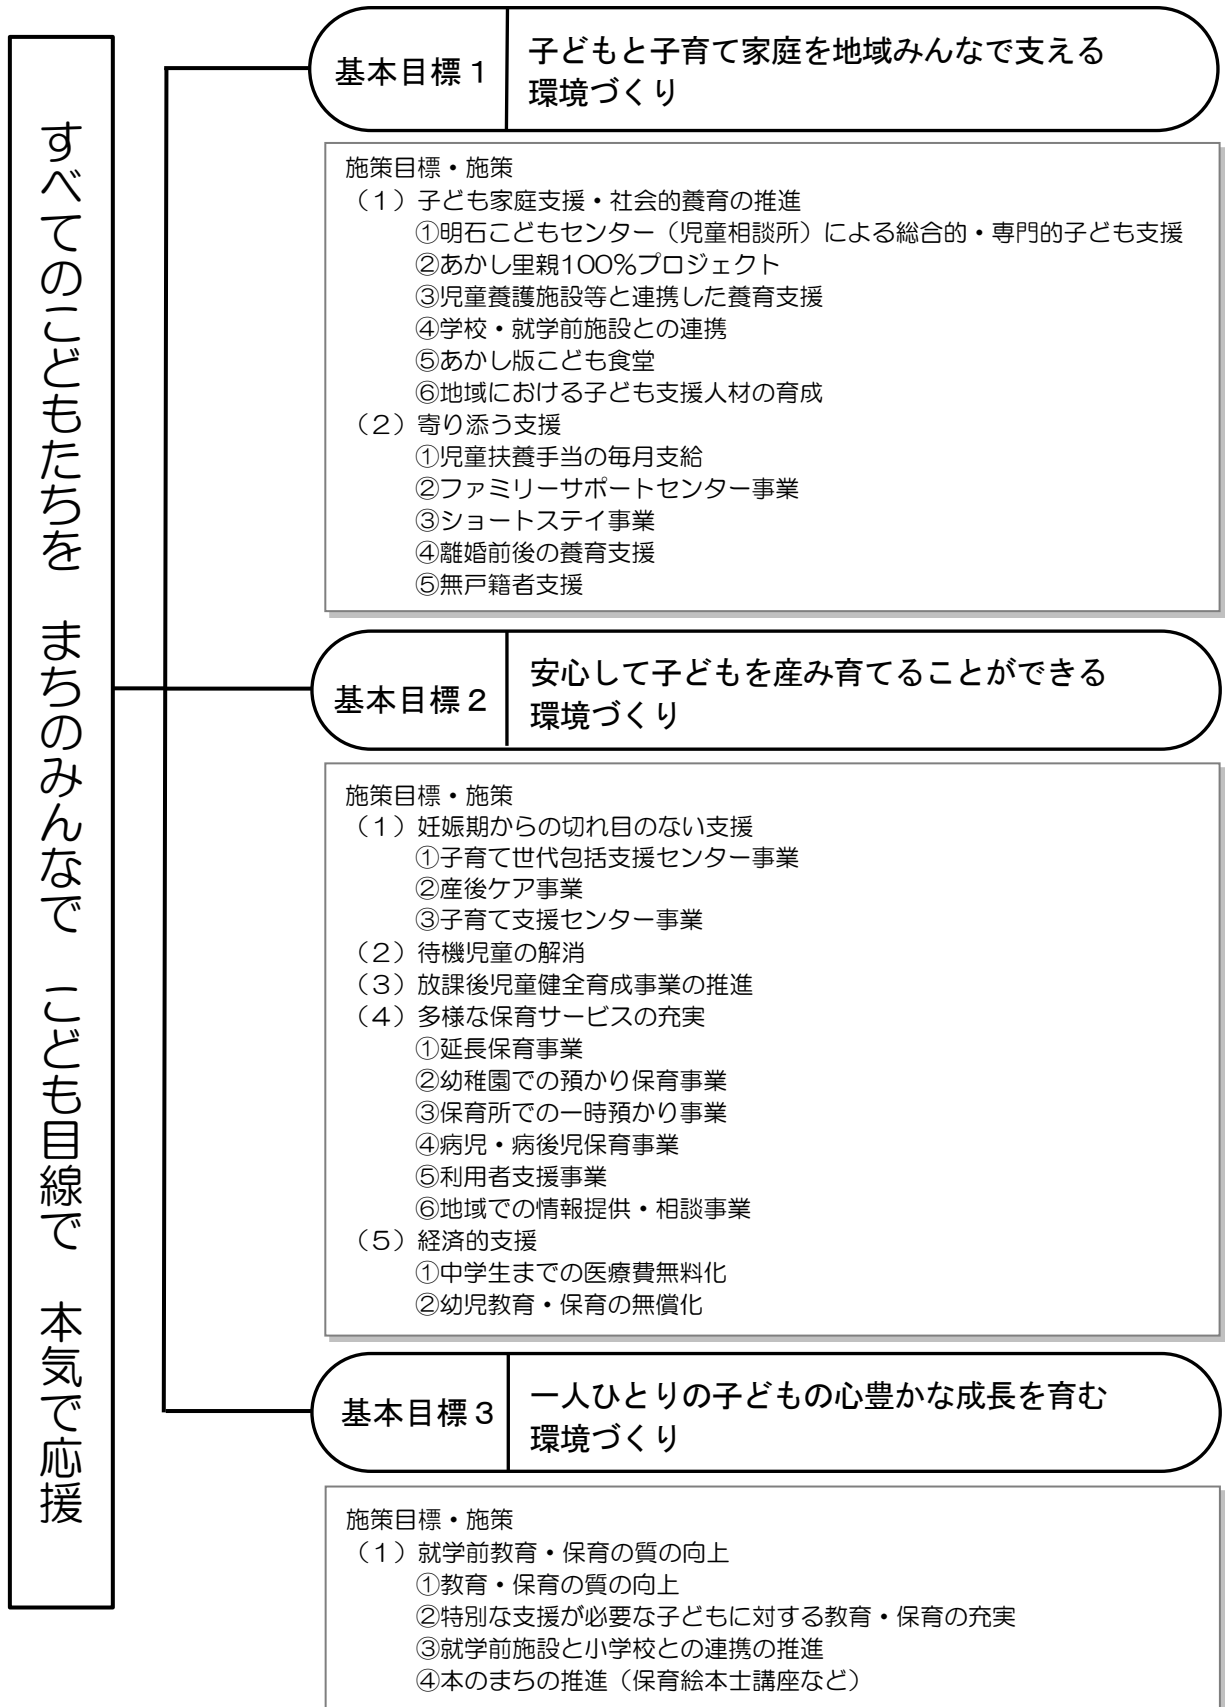 すべてのこどもたちを　まちのみんなで　こども目線で　本気で応援
基本目標1
子どもと子育て家庭を地域みんなで支える
環境づくり
施策目標・施策
（1）子ども家庭支援・社会的養育の推進
①明石こどもセンター（児童相談所）による総合的・専門的子ども支援
②あかし里親100％プロジェクト
③児童養護施設等と連携した養育支援
④学校・就学前施設との連携
⑤あかし版こども食堂
⑥地域における子ども支援人材の育成
（2）寄り添う支援
①児童扶養手当の毎月支給
②ファミリーサポートセンター事業
③ショートステイ事業
④離婚前後の養育支援
⑤無戸籍者支援
基本目標2
安心して子どもを産み育てることができる
環境づくり
施策目標・施策
（1）妊娠期からの切れ目のない支援
①子育て世代包括支援センター事業
②産後ケア事業
③子育て支援センター事業
（2）待機児童の解消
（3）放課後児童健全育成事業の推進
（4）多様な保育サービスの充実
①延長保育事業
②幼稚園での預かり保育事業
③保育所での一時預かり事業
④病児・病後児保育事業
⑤利用者支援事業
⑥地域での情報提供・相談事業
（5）経済的支援
①中学生までの医療費無料化
②幼児教育・保育の無償化
基本目標3
一人ひとりの子どもの心豊かな成長を育む
環境づくり
施策目標・施策
（1）就学前教育・保育の質の向上
①教育・保育の質の向上
②特別な支援が必要な子どもに対する教育・保育の充実
③就学前施設と小学校との連携の推進
④本のまちの推進（保育絵本士講座など）